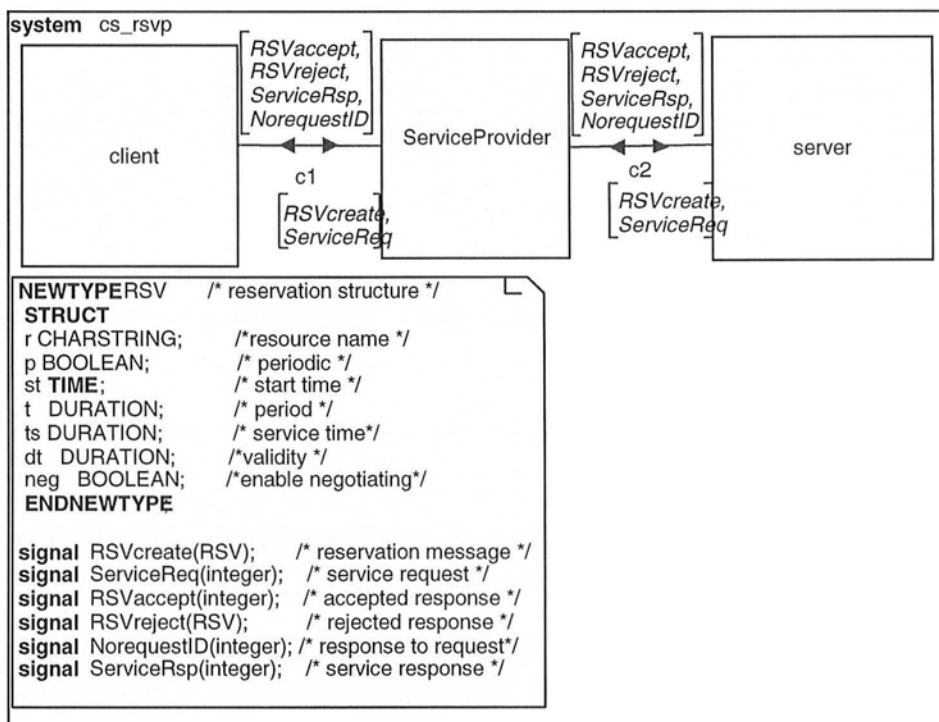 system cs_rsvp
client
[RSVaccept,
RSVreject,
ServiceRsp,
NorequestID]
c1
[RSVcreate,
ServiceReq]
ServiceProvider
[RSVaccept,
RSVreject,
ServiceRsp,
NorequestID]
c2
[RSVcreate,
ServiceReq]
server
NEWTYPERSV /* reservation structure */
STRUCT
r CHARSTRING; /*resource name */
p BOOLEAN; /* periodic */
st TIME; /* start time */
t DURATION; /* period */
ts DURATION; /* service time*/
dt DURATION; /*validity */
neg BOOLEAN; /*enable negotiating*/
ENDNEWTYPE;
signal RSVcreate(RSV); /* reservation message */
signal ServiceReq(integer); /* service request */
signal RSVaccept(integer); /* accepted response */
signal RSVreject(RSV); /* rejected response */
signal NorequestID(integer); /* response to request*/
signal ServiceRsp(integer); /* service response */